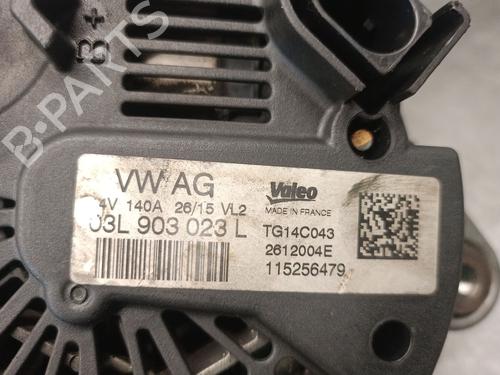 B+
B-PARTS
VW AG
4V 140A 26/15 VL2
03L 903 023 L
Valeo
MADE IN FRANCE
TG14C043
2612004E
115256479